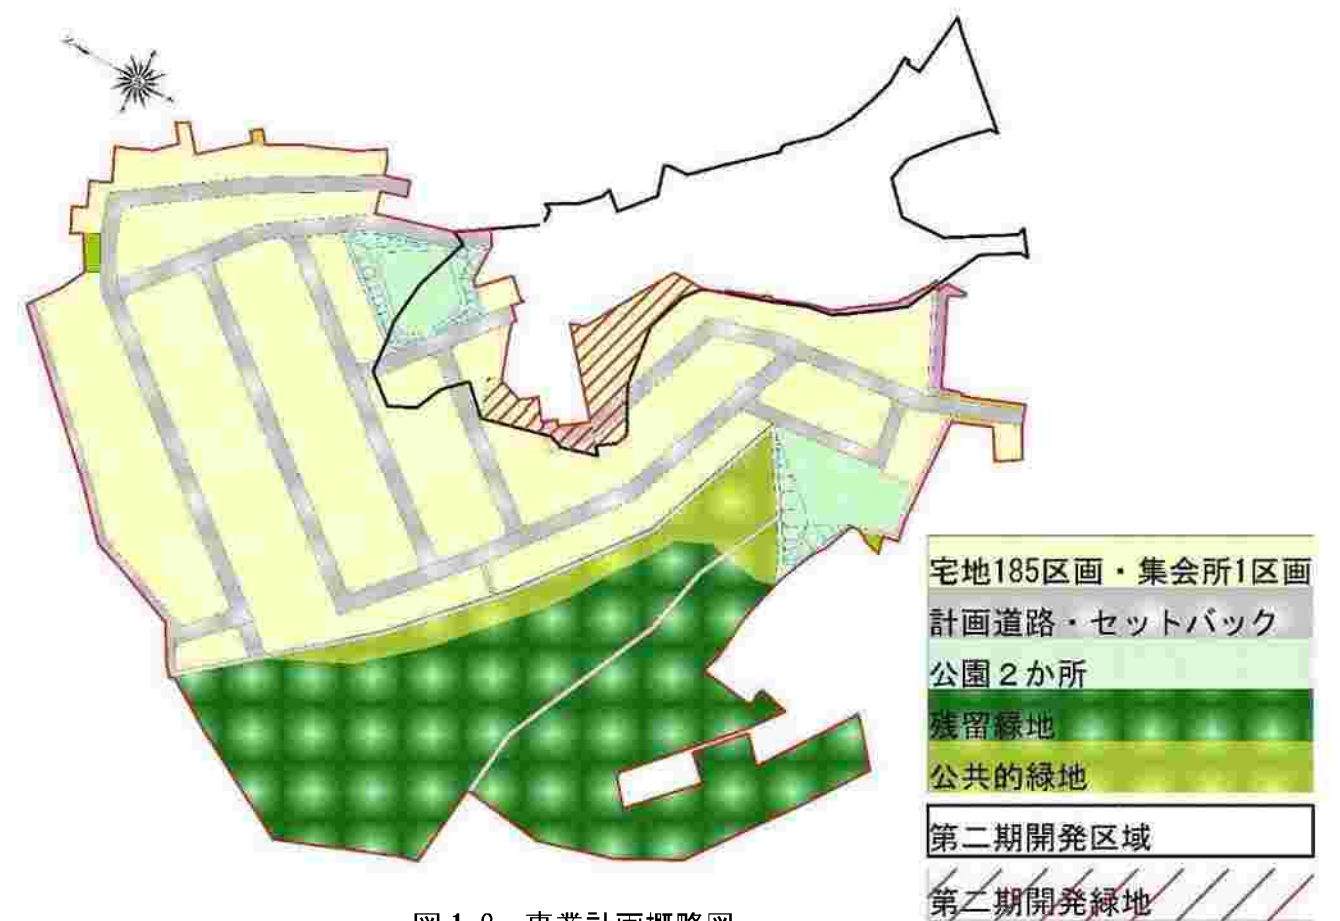 宅地185区画・集会所1区画
計画道路・セットバック
公園２か所
残留緑地
公共的緑地
第二期開発区域
第二期開発緑地
事業計画概略図